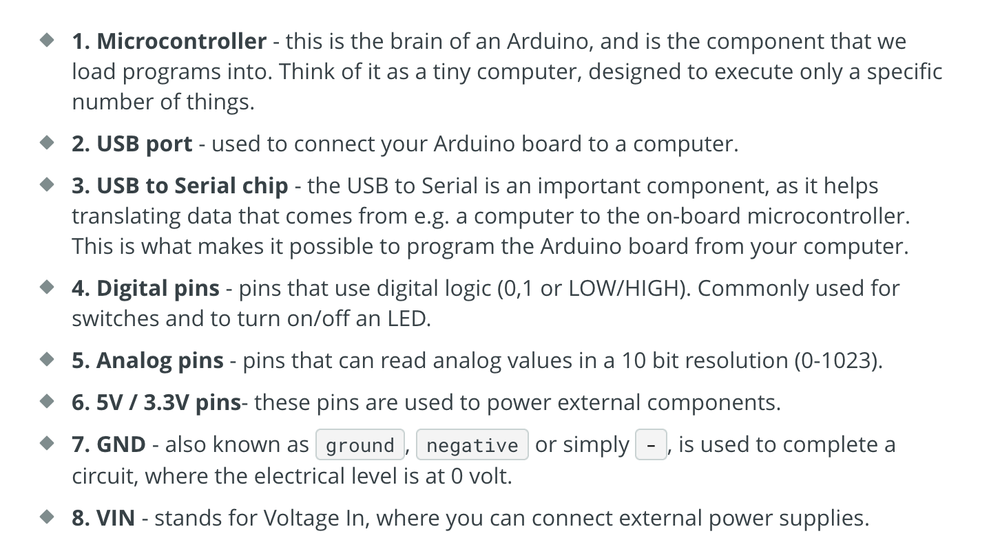 1. Microcontroller - this is the brain of an Arduino, and is the component that we
load programs into. Think of it as a tiny computer, designed to execute only a specific
number of things.
2. USB port - used to connect your Arduino board to a computer.
3. USB to Serial chip - the USB to Serial is an important component, as it helps
translating data that comes from e.g. a computer to the on-board microcontroller.
This is what makes it possible to program the Arduino board from your computer.
4. Digital pins - pins that use digital logic (0,1 or LOW/HIGH). Commonly used for
switches and to turn on/off an LED.
5. Analog pins - pins that can read analog values in a 10 bit resolution (0-1023).
6. 5V / 3.3V pins- these pins are used to power external components.
7. GND - also known as ground, negative or simply -, is used to complete a
circuit, where the electrical level is at 0 volt.
8. VIN - stands for Voltage In, where you can connect external power supplies.